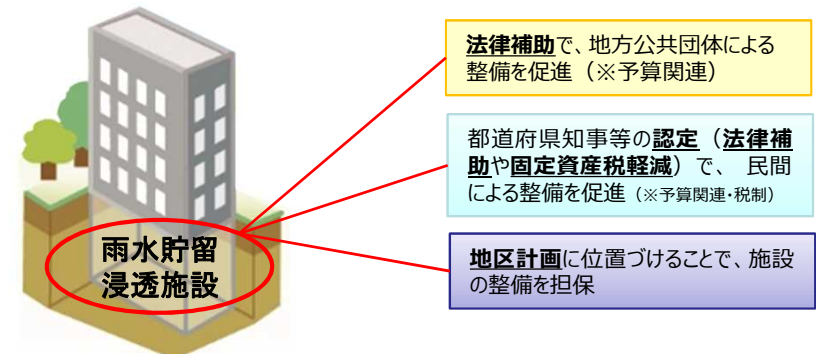 法律補助で、地方公共団体による
整備を促進（※予算関連）
都道府県知事等の認定（法律補
助や固定資産税軽減）で、 民間
による整備を促進（※予算関連・税制）
雨水貯留
浸透施設
地区計画に位置づけることで、施設
の整備を担保